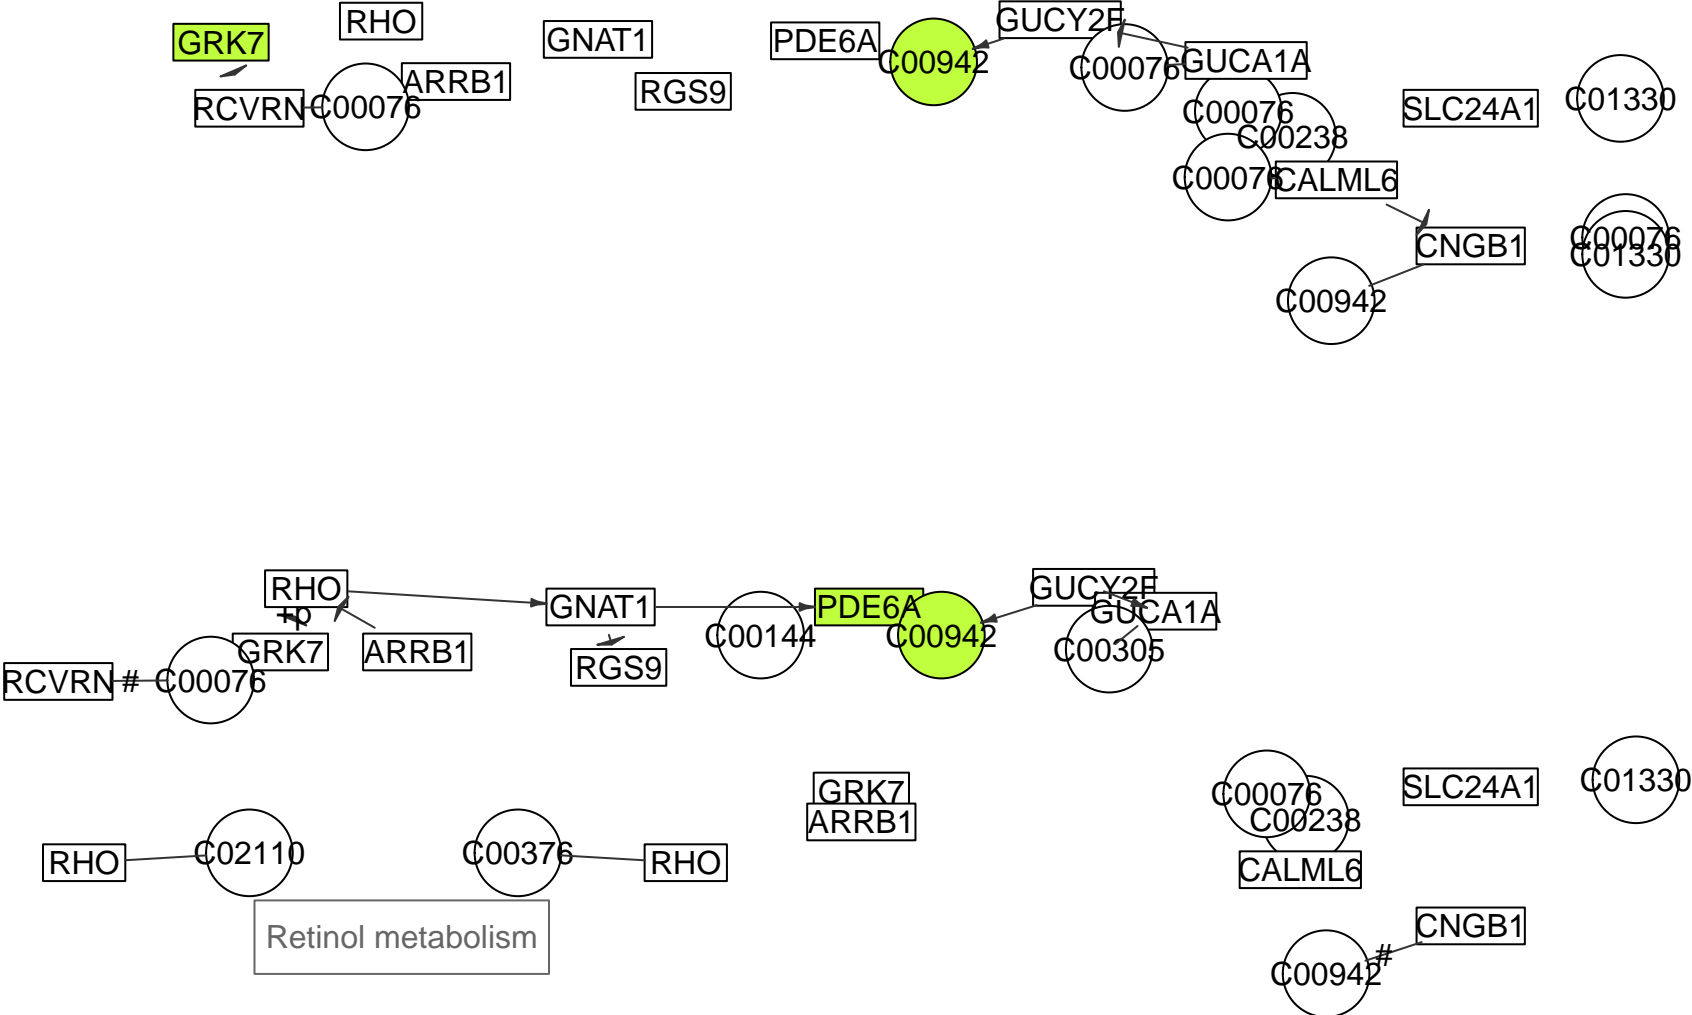 RHO
GRK7
GNAT1
PDE6A
C00942
GUCY2F
C00076
GUCA1A
ARRB1
RGS9
RCVRN
C00076
C00076
C00238
SLC24A1
C01330
C00076
CALML6
CNGB1
C00076
C01330
C00942
RHO
+p
GNAT1
PDE6A
GUCY2F
GUCA1A
GRK7
ARRB1
RGS9
C00144
C00942
C00305
RCVRN
#
C00076
GRK7
ARRB1
C00076
C00238
SLC24A1
C01330
RHO
C02110
C00376
RHO
CALML6
Retinol metabolism
CNGB1
#
C00942